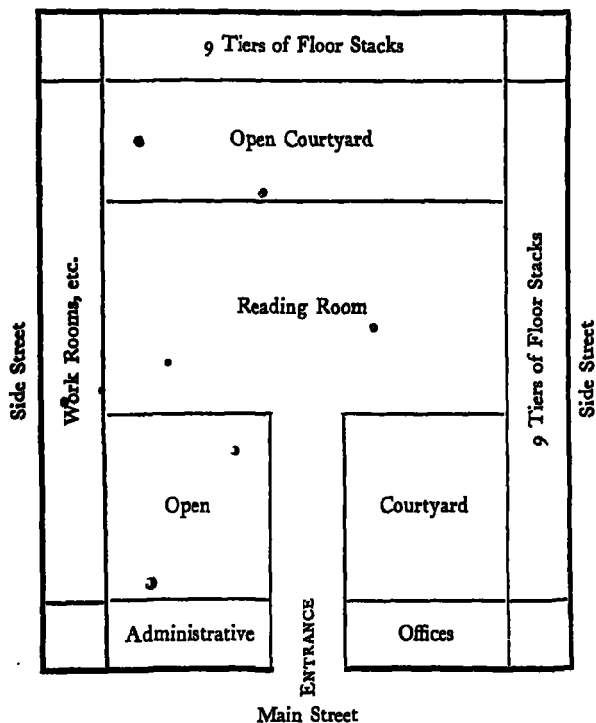 9 Tiers of Floor Stacks
Open Courtyard
Work Rooms, etc.
Reading Room
9 Tiers of Floor Stacks
Side Street
Side Street
Open
Courtyard
Administrative
ENTRANCE
Offices
Main Street